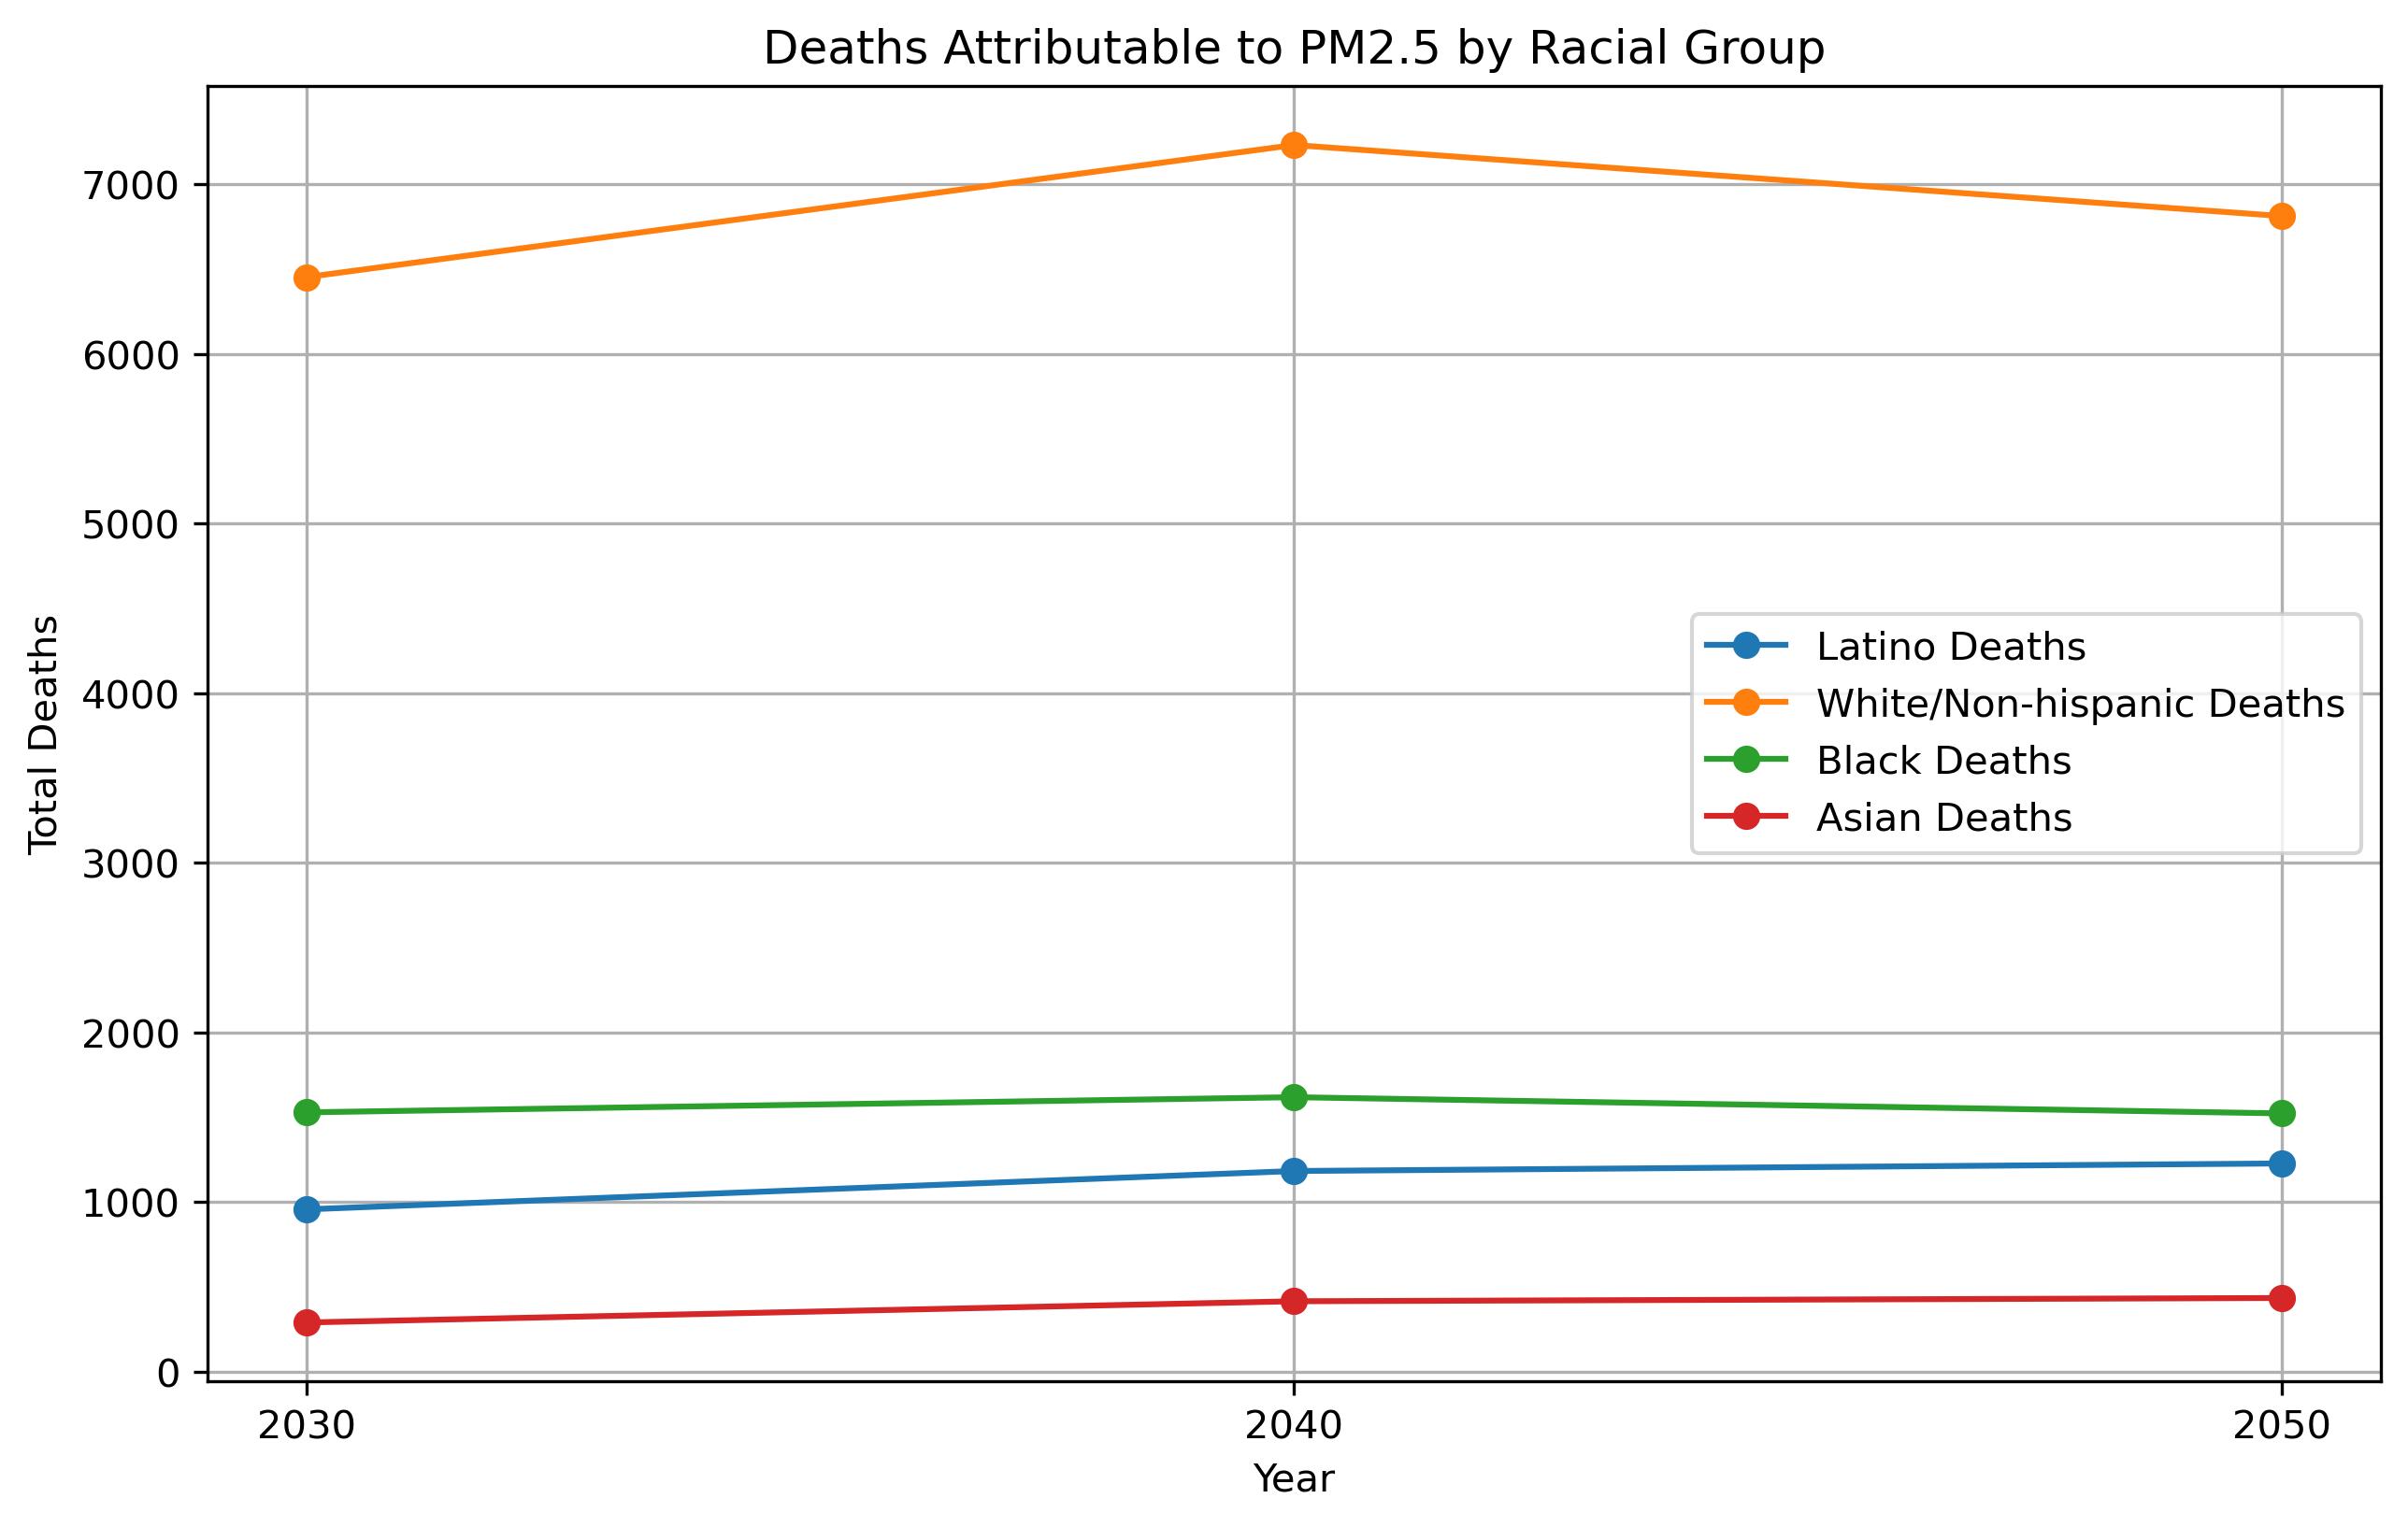 Deaths Attributable to PM2.5 by Racial Group
Total Deaths
7000
6000
5000
4000
3000
2000
1000
0
Latino Deaths
White/Non-hispanic Deaths
Black Deaths
Asian Deaths
2030 2040 2050
Year